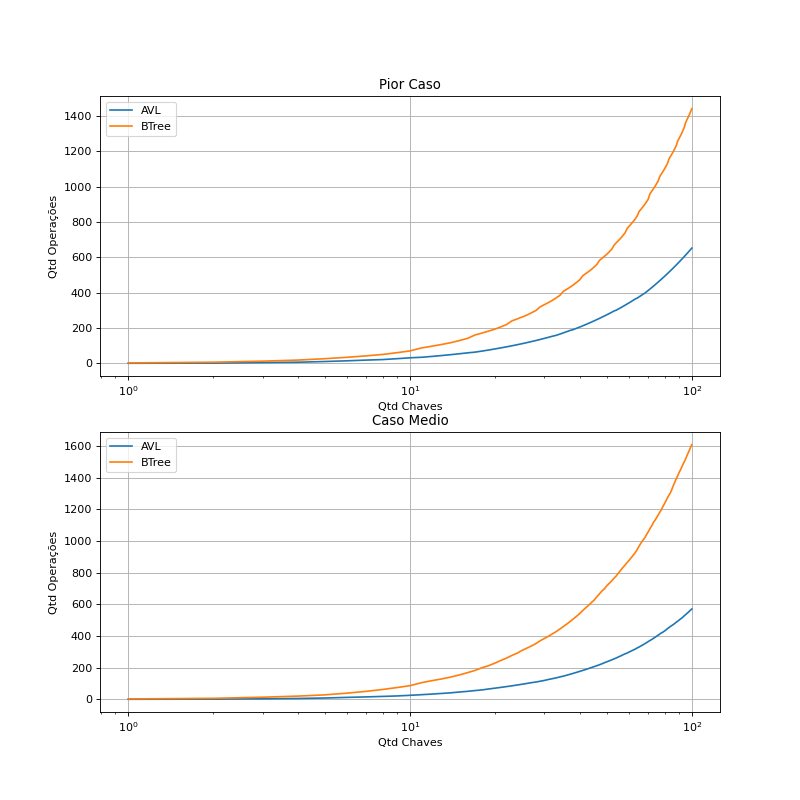 Pior Caso
AVL
BTree
1400
1200
1000
800
600
400
200
0
Qtd Operações
10⁰
10¹
10²
Qtd Chaves
Caso Medio
AVL
BTree
1600
1400
1200
1000
800
600
400
200
0
Qtd Operações
10⁰
10¹
10²
Qtd Chaves